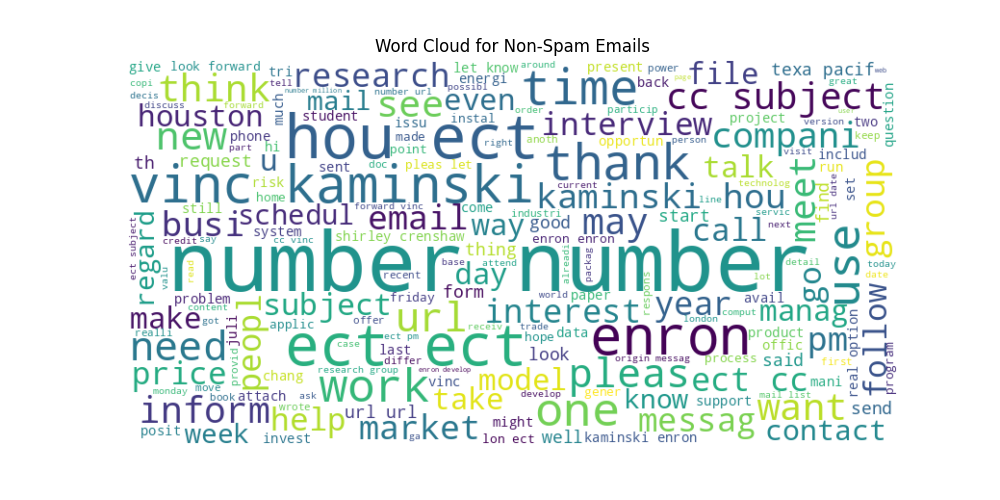 Word Cloud for Non-Spam Emails
give look forward tri research energi let know around present power file texa pacif web
copi think tell number million number url possibl even time back page great
decis discuss forward much mail see instal order particip cc subject question
houston student issu interview opportun project version two user
new phone hi made point right anoth person compani keep
part hou ect
th request u sent doc pleas let thank talk visit includ
risk current technolog run
vinc kaminski kaminski hou line meet find url date set group
home forward vinc come servic
still schedul email industri way good may start call next
busi system cc vinc shirley crenshaw thing enron enron
ect subject regard credit say number number detail go use
valu read base attend alreadi packag lot today
recent day world respons date
problem form paper avail follow
content friday interest year manag
make juli got subject url receiv london comput
realli applic offer trade hope data product pm
need peopl ect ect case ect pm enron offic said first
last look origin messag process real option program
price provid chang research group differ enron develop pleas ect cc mani
monday move vinc model gener
book attach ask work take develop one know support mail list
inform wrote url url might messag want send
posit help market contact
week invest ga lon ect well kaminski enron